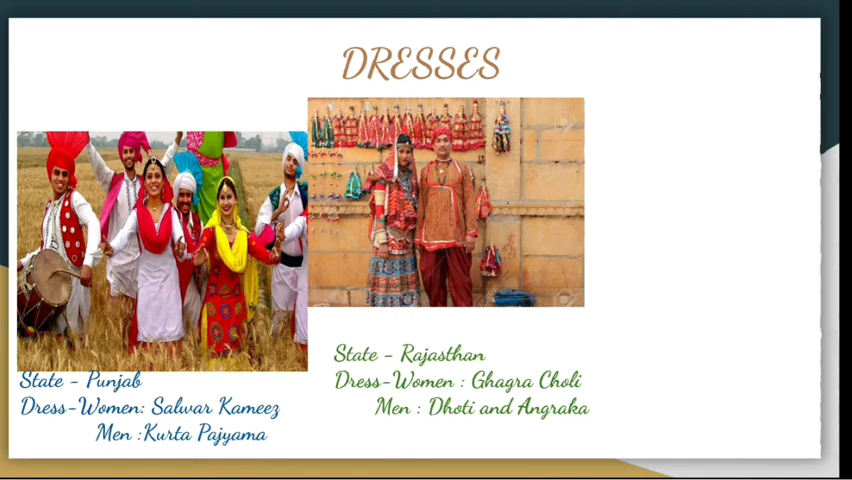 DRESSES
State - Punjab
Dress-Women: Salwar Kameez
Men :Kurta Pajyama
State - Rajasthan
Dress-Women : Ghagra Choli
Men : Dhoti and Angraka